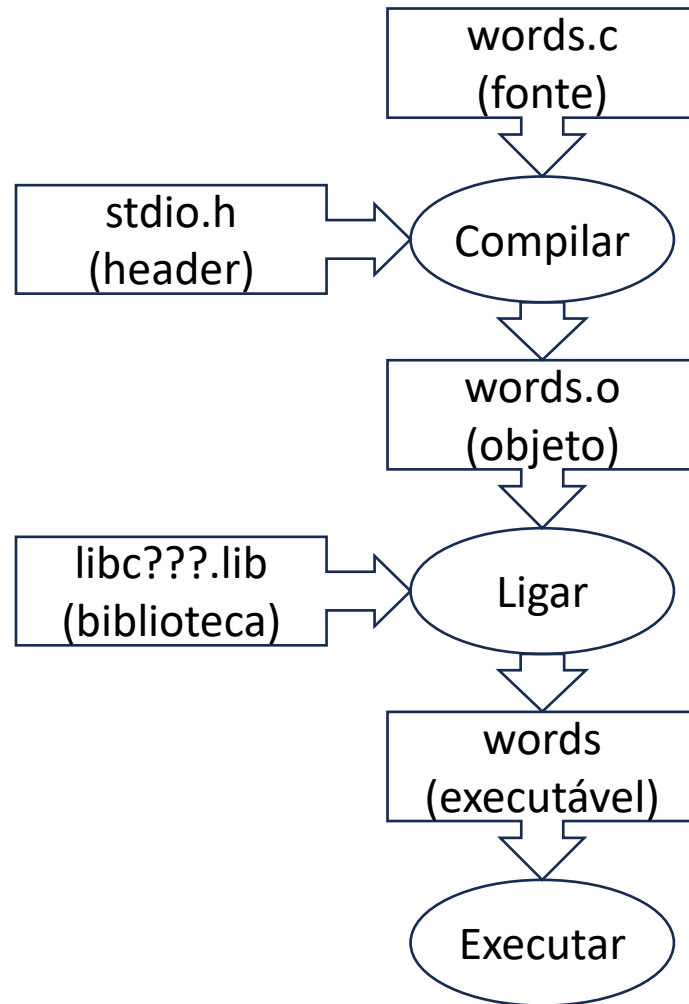 words.c
(fonte)
stdio.h
(header)
Compilar
words.o
(objeto)
libc???.lib
(biblioteca)
Ligar
words
(executável)
Executar